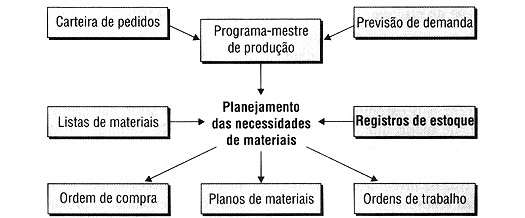 Carteira de pedidos
Programa-mestre
de produção
Previsão de demanda
Listas de materiais
Planejamento
das necessidades
de materiais
Registros de estoque
Ordem de compra
Planos de materiais
Ordens de trabalho